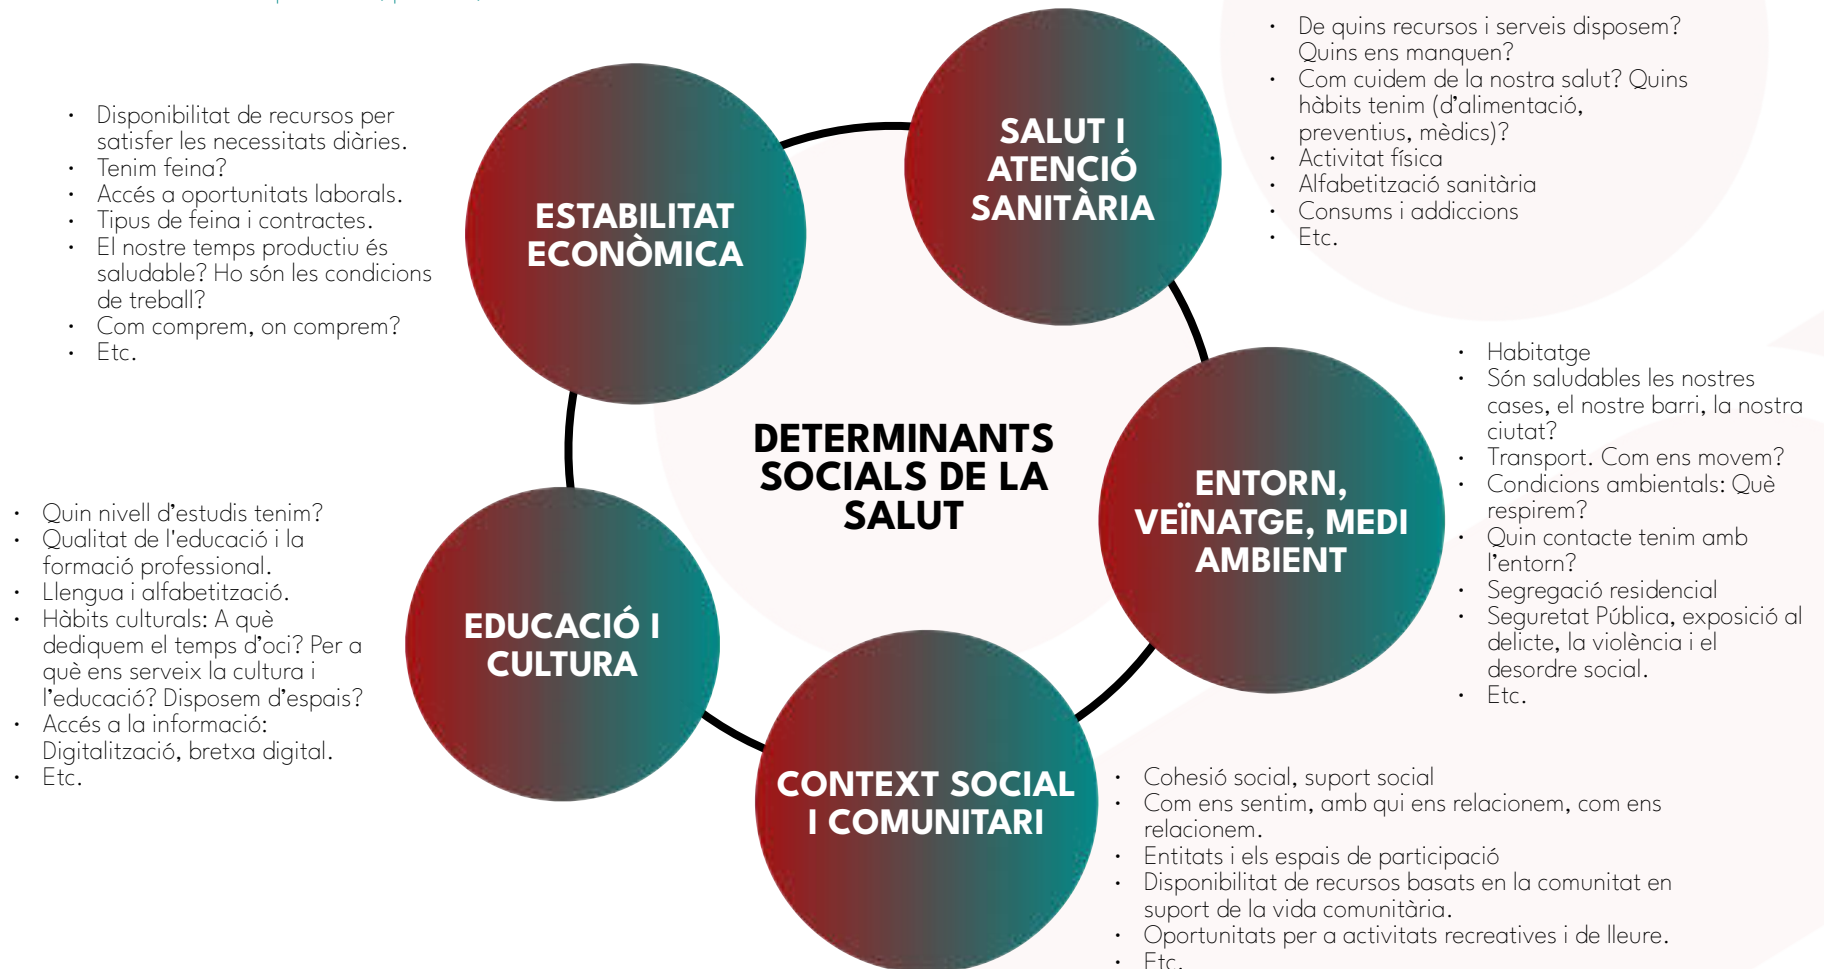 • De quins recursos i serveis disposem?
Quins ens manquen?
• Com cuidem de la nostra salut? Quins
hàbits tenim (d’alimentació,
preventius, mèdics)?
• Activitat física
• Alfabetització sanitària
• Consums i addiccions
• Etc.
SALUT I
ATENCIÓ
SANITÀRIA
• Disponibilitat de recursos per
satisfer les necessitats diàries.
• Tenim feina?
• Accés a oportunitats laborals.
• Tipus de feina i contractes.
• El nostre temps productiu és
saludable? Ho són les condicions
de treball?
• Com comprem, on comprem?
• Etc.
ESTABILITAT
ECONÒMICA
DETERMINANTS
SOCIALS DE LA
SALUT
• Habitatge
• Són saludables les nostres
cases, el nostre barri, la nostra
ciutat?
• Transport. Com ens movem?
• Condicions ambientals: Què
respirem?
• Quin contacte tenim amb
l’entorn?
• Segregació residencial
• Seguretat Pública, exposició al
delicte, la violència i el
desordre social.
• Etc.
ENTORN,
VEÏNATGE, MEDI
AMBIENT
• Quin nivell d’estudis tenim?
• Qualitat de l'educació i la
formació professional.
• Llengua i alfabetització.
• Hàbits culturals: A què
dediquem el temps d’oci? Per a
què ens serveix la cultura i
l’educació? Disposem d’espais?
• Accés a la informació:
Digitalització, bretxa digital.
• Etc.
EDUCACIÓ I
CULTURA
CONTEXT SOCIAL
I COMUNITARI
• Cohesió social, suport social
• Com ens sentim, amb qui ens relacionem, com ens
relacionem.
• Entitats i els espais de participació
• Disponibilitat de recursos basats en la comunitat en
suport de la vida comunitària.
• Oportunitats per a activitats recreatives i de lleure.
• Etc.